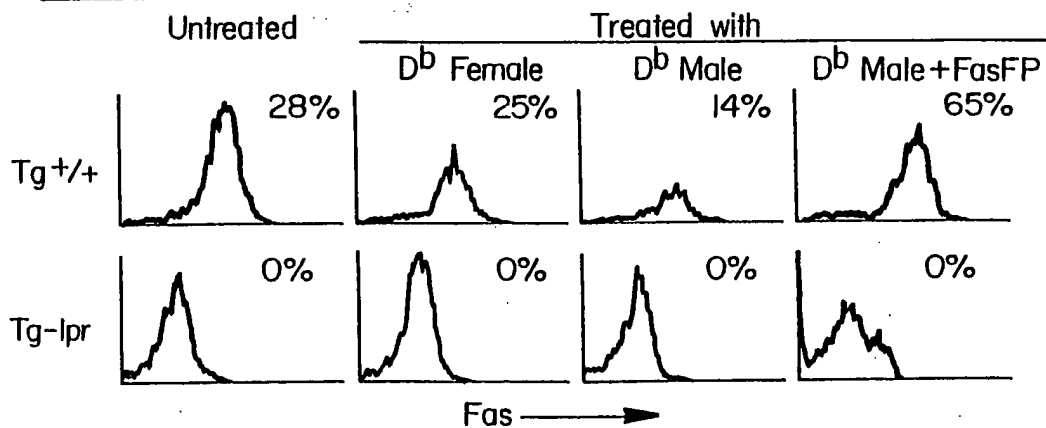 Untreated Treated with
D^b Female D^b Male D^b Male+FasFP
Tg+/+ 28% 25% 14% 65%
Tg-lpr 0% 0% 0% 0%
Fas